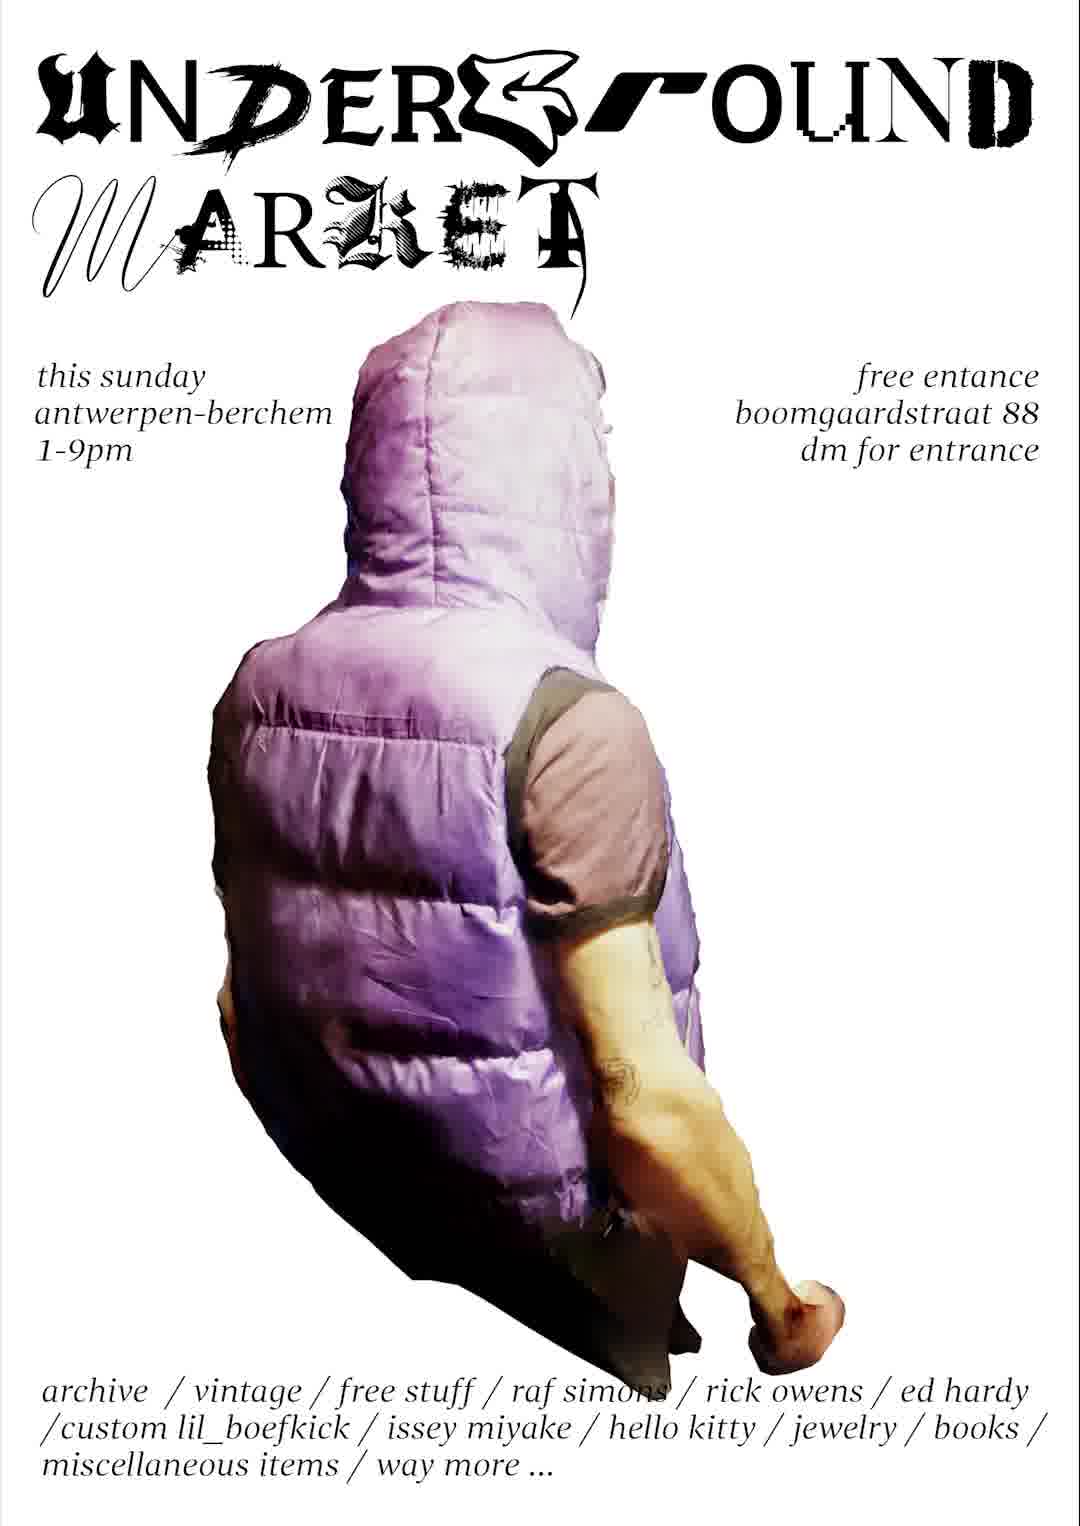 UNDERGrOUND
MARKET
this sunday
antwerpen-berchem
1-9pm
free entance
boomgaardstraat 88
dm for entrance
archive / vintage / free stuff / raf simons / rick owens / ed hardy
/custom lil_boefkick / issey miyake / hello kitty / jewelry / books /
miscellaneous items / way more ...